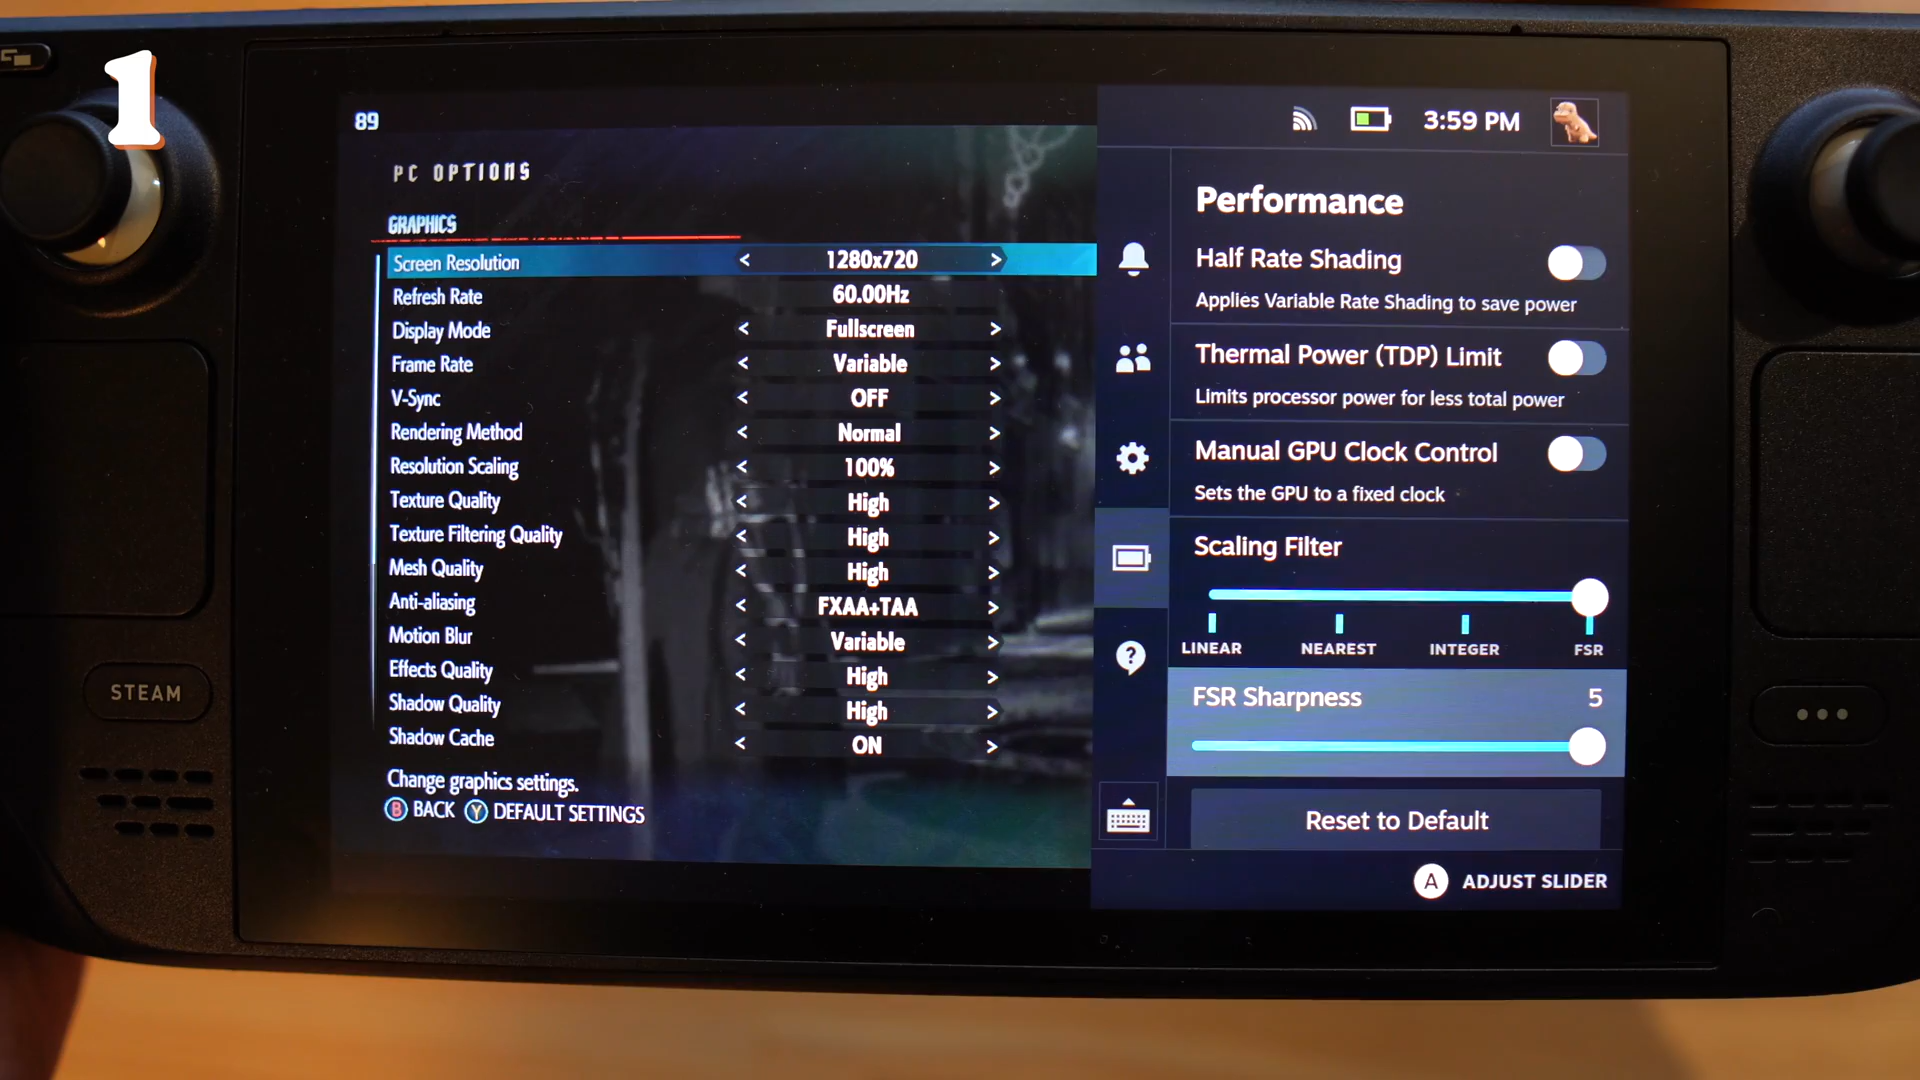 1
89
PC OPTIONS
GRAPHICS
Screen Resolution < 1280x720 >
Refresh Rate 60.00Hz
Display Mode < Fullscreen >
Frame Rate < Variable >
V-Sync < OFF >
Rendering Method < Normal >
Resolution Scaling < 100% >
Texture Quality < High >
Texture Filtering Quality < High >
Mesh Quality < High >
Anti-aliasing < FXAA+TAA >
Motion Blur < Variable >
Effects Quality < High >
Shadow Quality < High >
Shadow Cache < ON >
Change graphics settings.
B BACK Y DEFAULT SETTINGS
3:59 PM
Performance
Half Rate Shading
Applies Variable Rate Shading to save power
Thermal Power (TDP) Limit
Limits processor power for less total power
Manual GPU Clock Control
Sets the GPU to a fixed clock
Scaling Filter
LINEAR NEAREST INTEGER FSR
FSR Sharpness 5
Reset to Default
A ADJUST SLIDER
?
STEAM